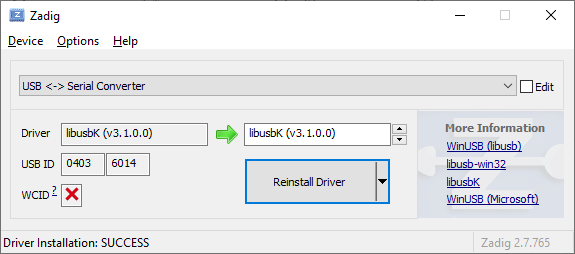 Zadig
Device Options Help
USB <-> Serial Converter
Edit
Driver libusbK (v3.1.0.0) libusbK (v3.1.0.0)
USB ID 0403 6014
WCID ?
Reinstall Driver
More Information
WinUSB (libusb)
libusb-win32
libusbK
WinUSB (Microsoft)
Driver Installation: SUCCESS
Zadig 2.7.765